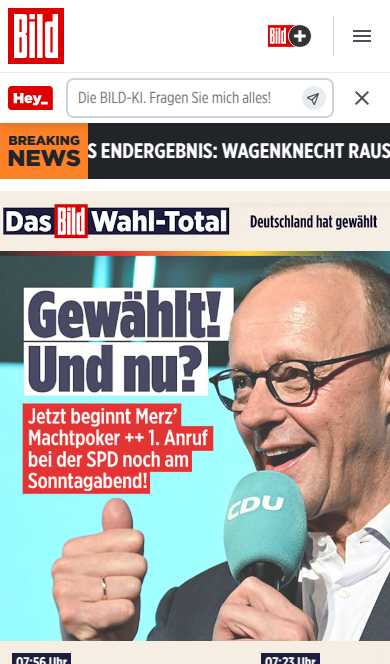 Bild
Bild
Hey_
Die BILD-KI. Fragen Sie mich alles!
BREAKING
NEWS
S ENDERGEBNIS: WAGENKNECHT RAUS
Das Bild Wahl-Total
Deutschland hat gewählt
Gewählt!
Und nu?
Jetzt beginnt Merz’
Machtpoker ++ 1. Anruf
bei der SPD noch am
Sonntagabend!
CDU
07:56 Uhr
07:23 Uhr